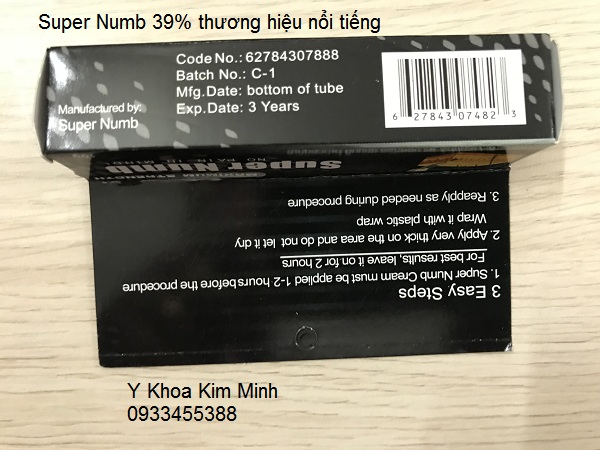 Super Numb 39% thương hiệu nổi tiếng
Code No.: 62784307888
Batch No.: C-1
Mfg.Date: bottom of tube
Exp.Date: 3 Years
Manufactured by:
Super Numb
6 27843 07482 3
Super Numb
3 Easy Steps
1. Super Numb Cream must be applied 1-2 hours before the procedure
For best results, leave it on for 2 hours
2. Apply very thick on the area and do not let it dry
Wrap it with plastic wrap
3. Reapply as needed during procedure
Y Khoa Kim Minh
0933455388